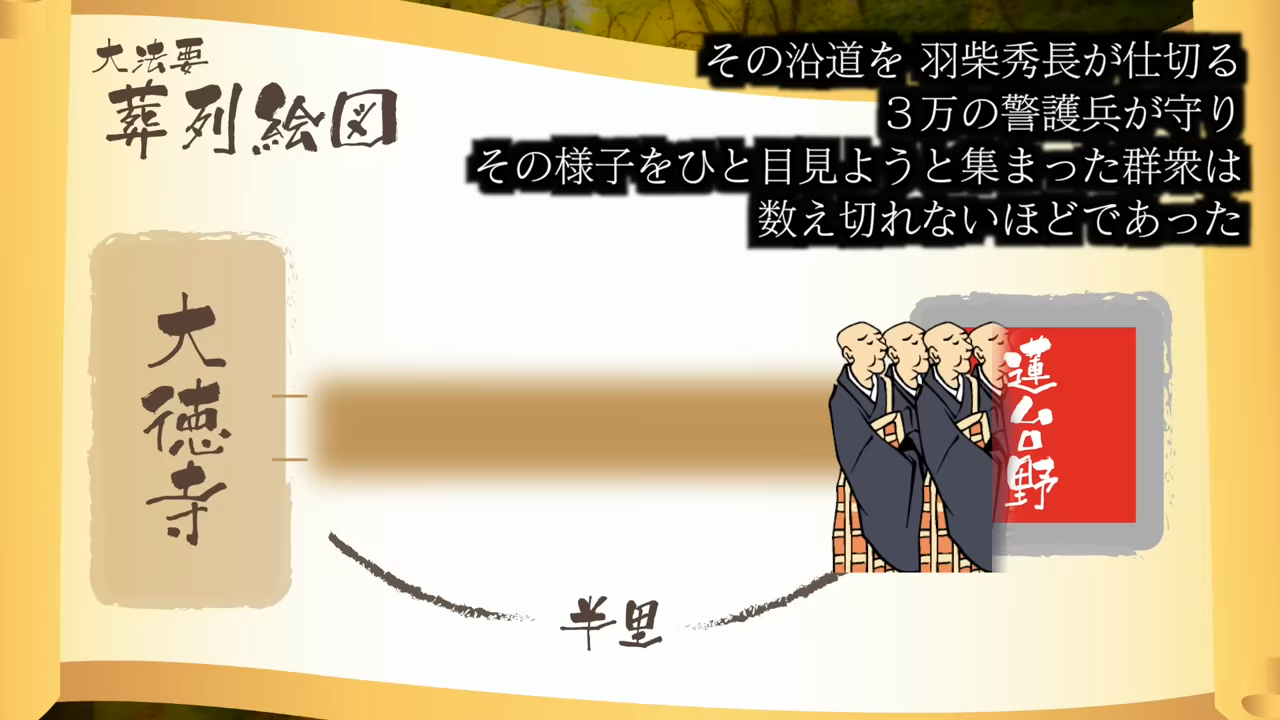 大法要
葬列絵図
その沿道を 羽柴秀長が仕切る
３万の警護兵が守り
その様子をひと目見ようと集まった群衆は
数え切れないほどであった
大徳寺
蓮台野
半里